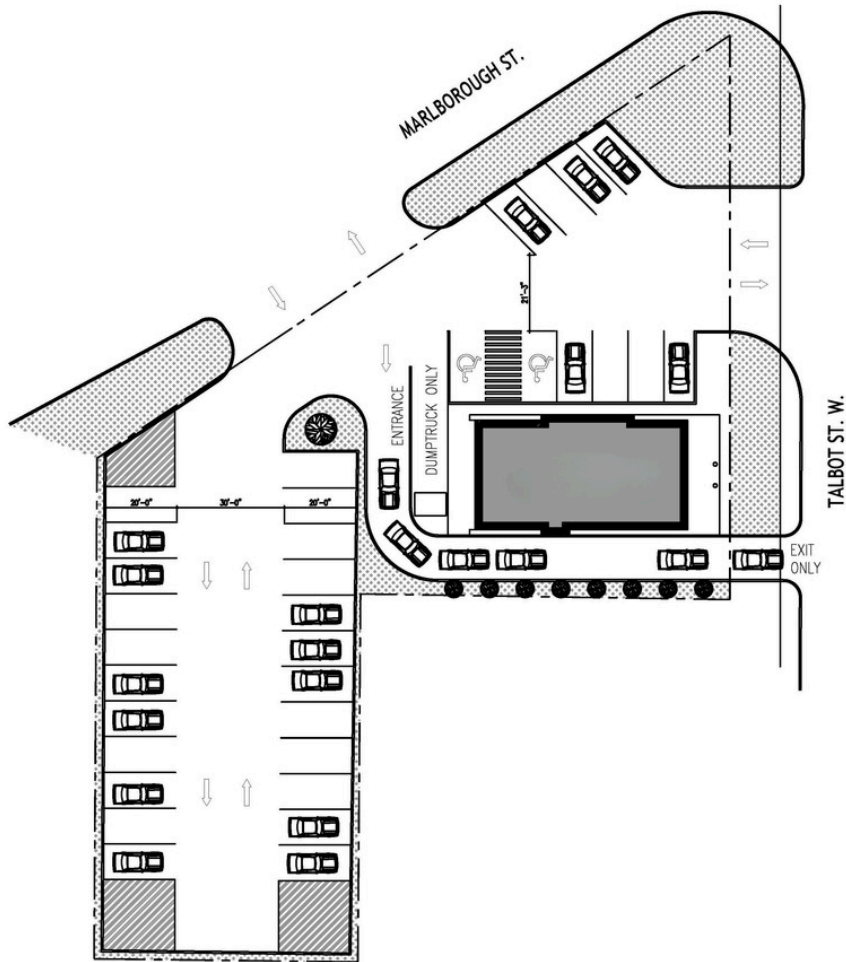 MARLBOROUGH ST.
21'-3"
ENTRANCE
DUMPTRUCK ONLY
TALBOT ST. W.
20'-0"
30'-0"
20'-0"
EXIT
ONLY